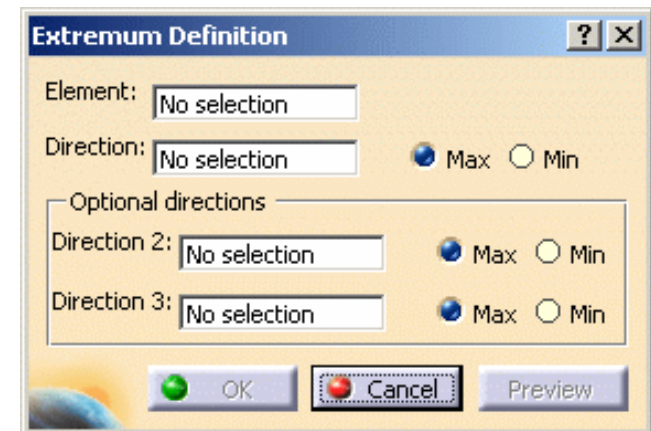 Extremum Definition ? X
Element: No selection
Direction: No selection Max Min
Optional directions
Direction 2: No selection Max Min
Direction 3: No selection Max Min
OK Cancel Preview